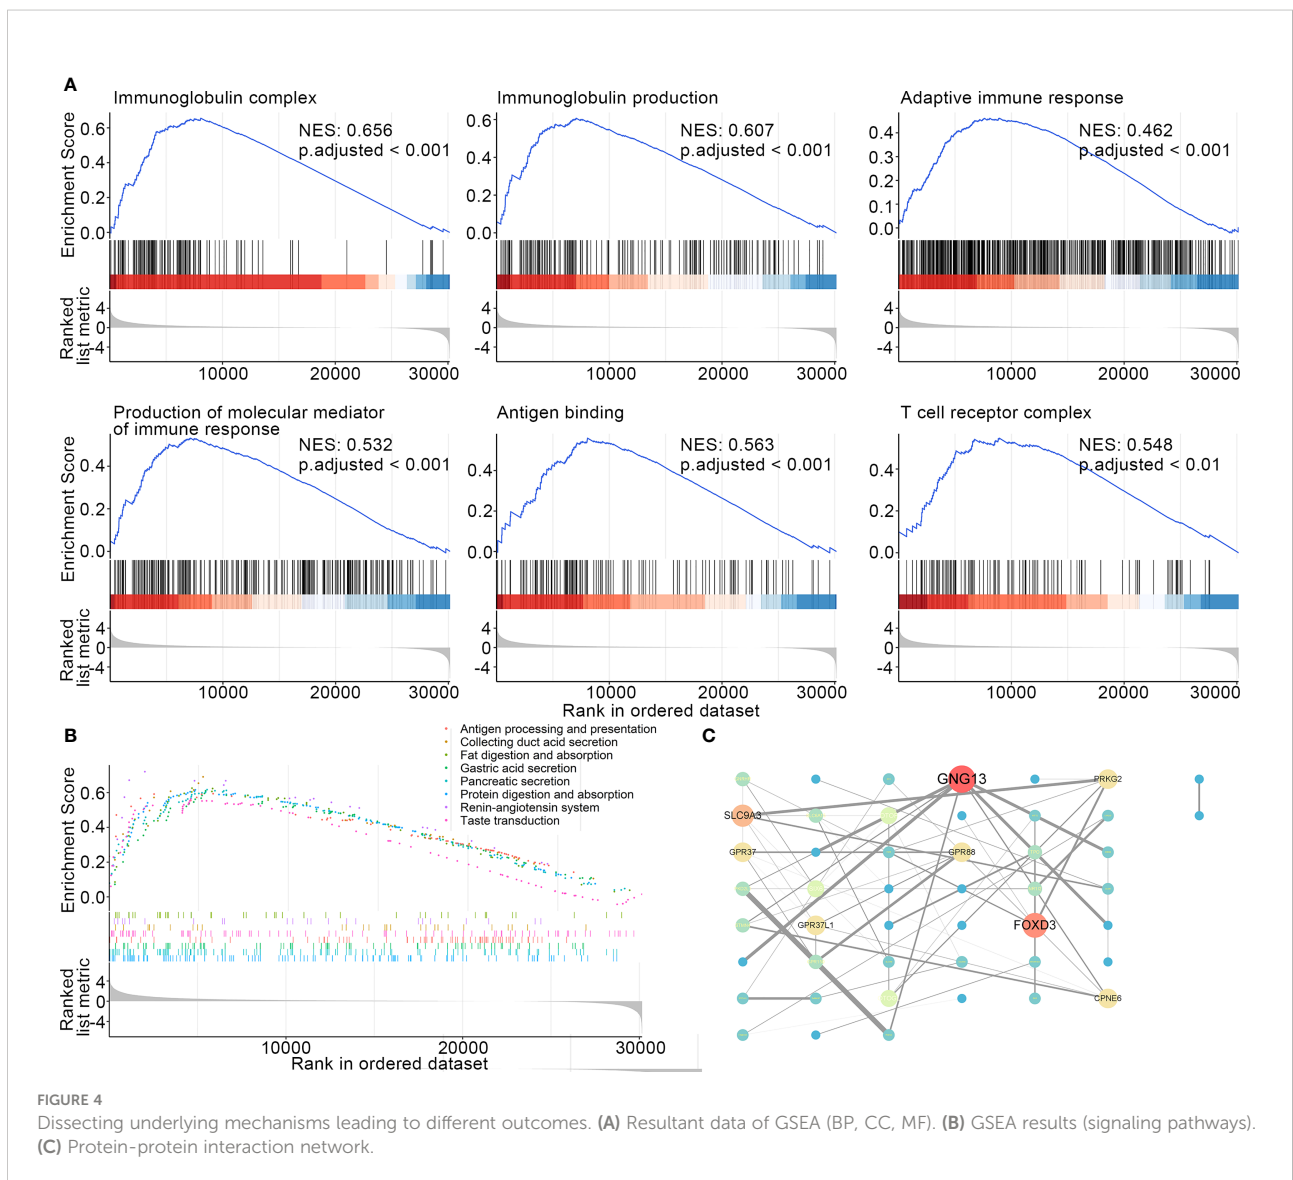 A
Immunoglobulin complex
NES: 0.656
p.adjusted < 0.001
Enrichment Score
0.6
0.4
0.2
0.0
Ranked
list metric
4
0
-4
10000
20000
30000
Immunoglobulin production
NES: 0.607
p.adjusted < 0.001
0.6
0.4
0.2
0.0
4
0
-4
10000
20000
30000
Adaptive immune response
NES: 0.462
p.adjusted < 0.001
0.4
0.3
0.2
0.1
0.0
4
0
-4
10000
20000
30000
Production of molecular mediator
of immune response
NES: 0.532
p.adjusted < 0.001
Enrichment Score
0.4
0.2
0.0
Ranked
list metric
4
0
-4
10000
20000
30000
Antigen binding
NES: 0.563
p.adjusted < 0.001
0.4
0.2
0.0
4
0
-4
10000
20000
30000
T cell receptor complex
NES: 0.548
p.adjusted < 0.01
0.4
0.2
0.0
4
0
-4
10000
20000
30000
Rank in ordered dataset
B
Antigen processing and presentation
Collecting duct acid secretion
Fat digestion and absorption
Gastric acid secretion
Pancreatic secretion
Protein digestion and absorption
Renin-angiotensin system
Taste transduction
Enrichment Score
0.6
0.4
0.2
0.0
Ranked
list metric
4
0
-4
10000
20000
30000
Rank in ordered dataset
C
GNG13
PRKG2
SLC9A3
GPR37
GPR88
GPR37L1
FOXD3
CPNE6
FIGURE 4
Dissecting underlying mechanisms leading to different outcomes. (A) Resultant data of GSEA (BP, CC, MF). (B) GSEA results (signaling pathways).
(C) Protein-protein interaction network.